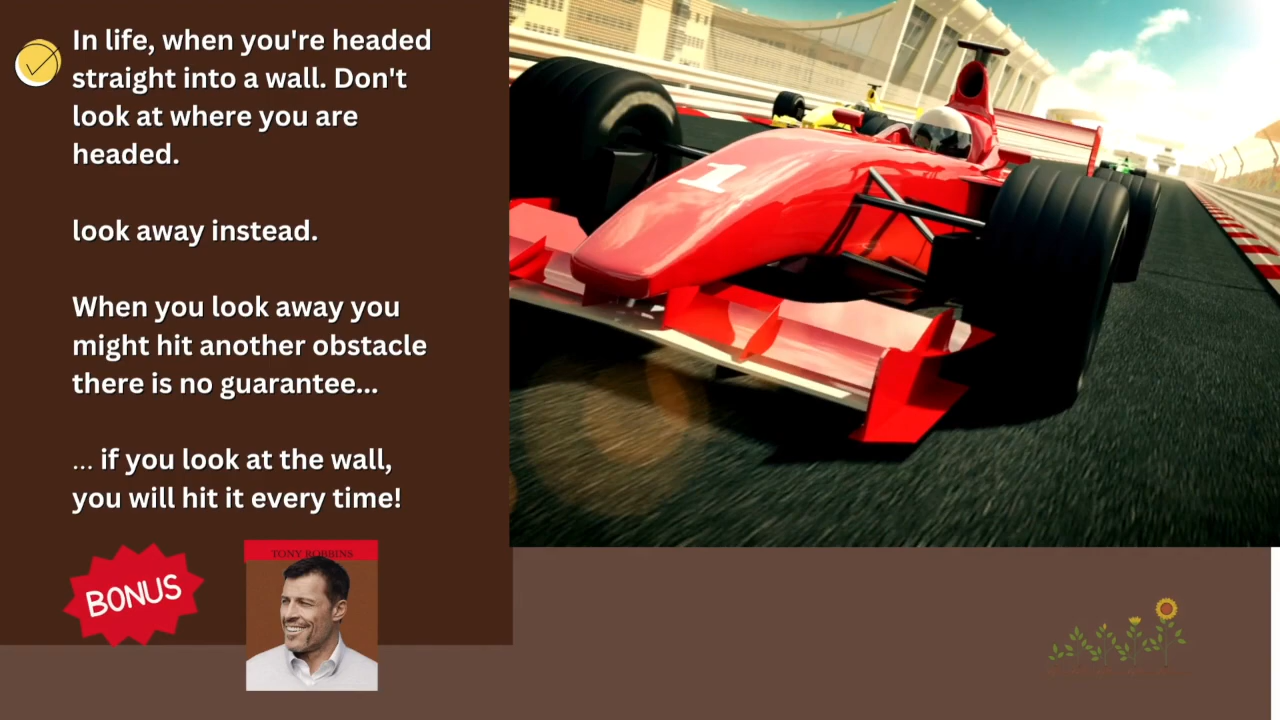 In life, when you're headed
straight into a wall. Don't
look at where you are
headed.
look away instead.
When you look away you
might hit another obstacle
there is no guarantee...
... if you look at the wall,
you will hit it every time!
BONUS
TONY ROBBINS
1